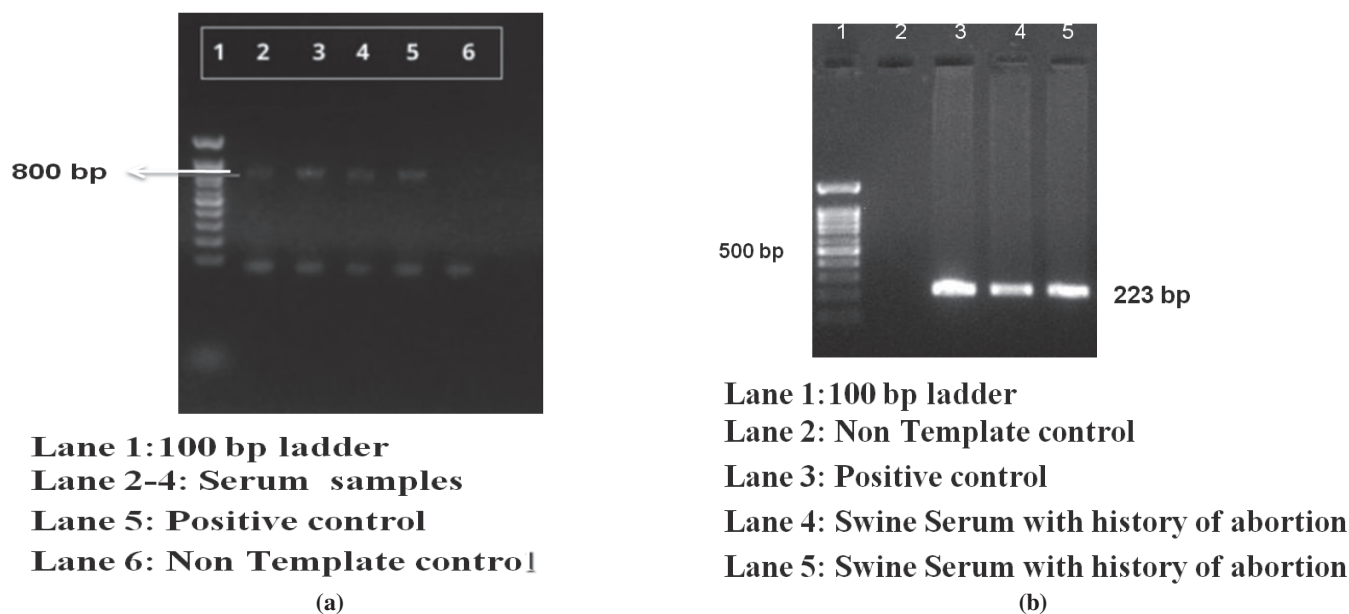 1 2 3 4 5 6
800 bp
Lane 1:100 bp ladder
Lane 2-4: Serum samples
Lane 5: Positive control
Lane 6: Non Template control
(a)
1 2 3 4 5
500 bp
223 bp
Lane 1:100 bp ladder
Lane 2: Non Template control
Lane 3: Positive control
Lane 4: Swine Serum with history of abortion
Lane 5: Swine Serum with history of abortion
(b)